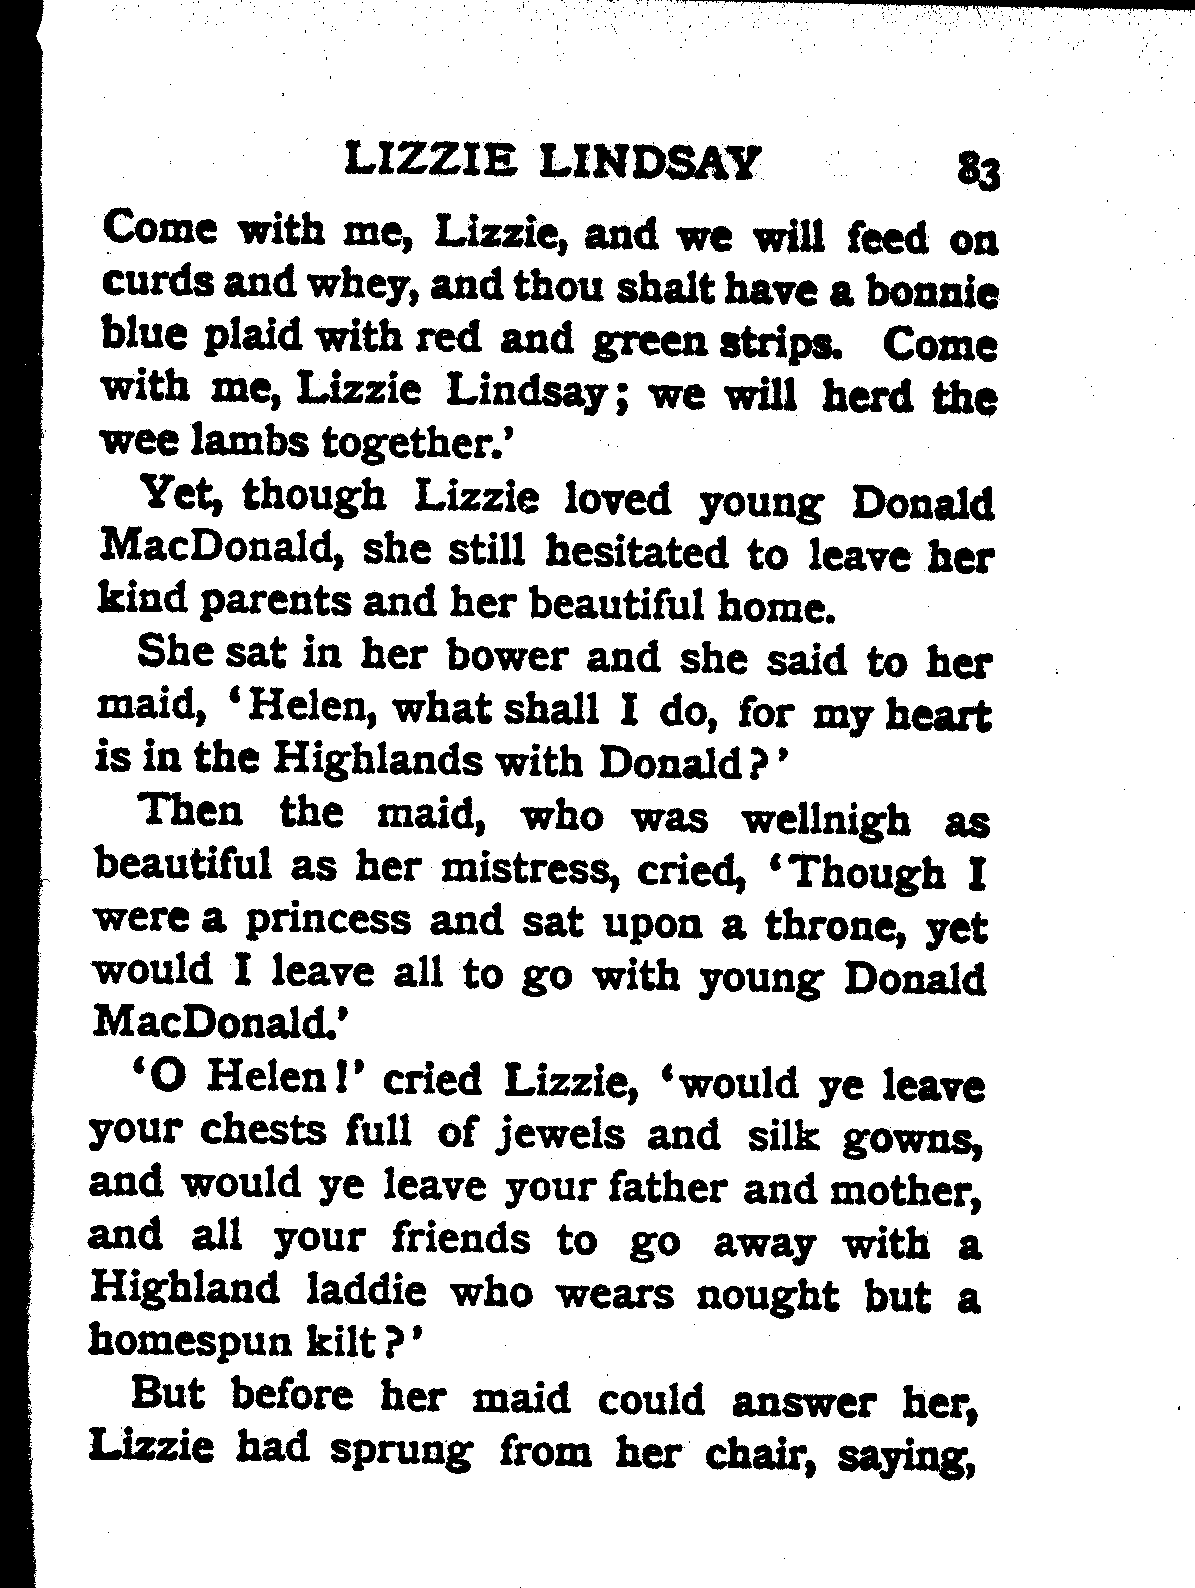 LIZZIE LINDSAY 83
Come with me, Lizzie, and we will feed on
curds and whey, and thou shalt have a bonnie
blue plaid with red and green strips. Come
with me, Lizzie Lindsay; we will herd the
wee lambs together.’
Yet, though Lizzie loved young Donald
MacDonald, she still hesitated to leave her
kind parents and her beautiful home.
She sat in her bower and she said to her
maid, ‘Helen, what shall I do, for my heart
is in the Highlands with Donald?’
Then the maid, who was wellnigh as
beautiful as her mistress, cried, ‘Though I
were a princess and sat upon a throne, yet
would I leave all to go with young Donald
MacDonald.’
‘O Helen!’ cried Lizzie, ‘would ye leave
your chests full of jewels and silk gowns,
and would ye leave your father and mother,
and all your friends to go away with a
Highland laddie who wears nought but a
homespun kilt?’
But before her maid could answer her,
Lizzie had sprung from her chair, saying,